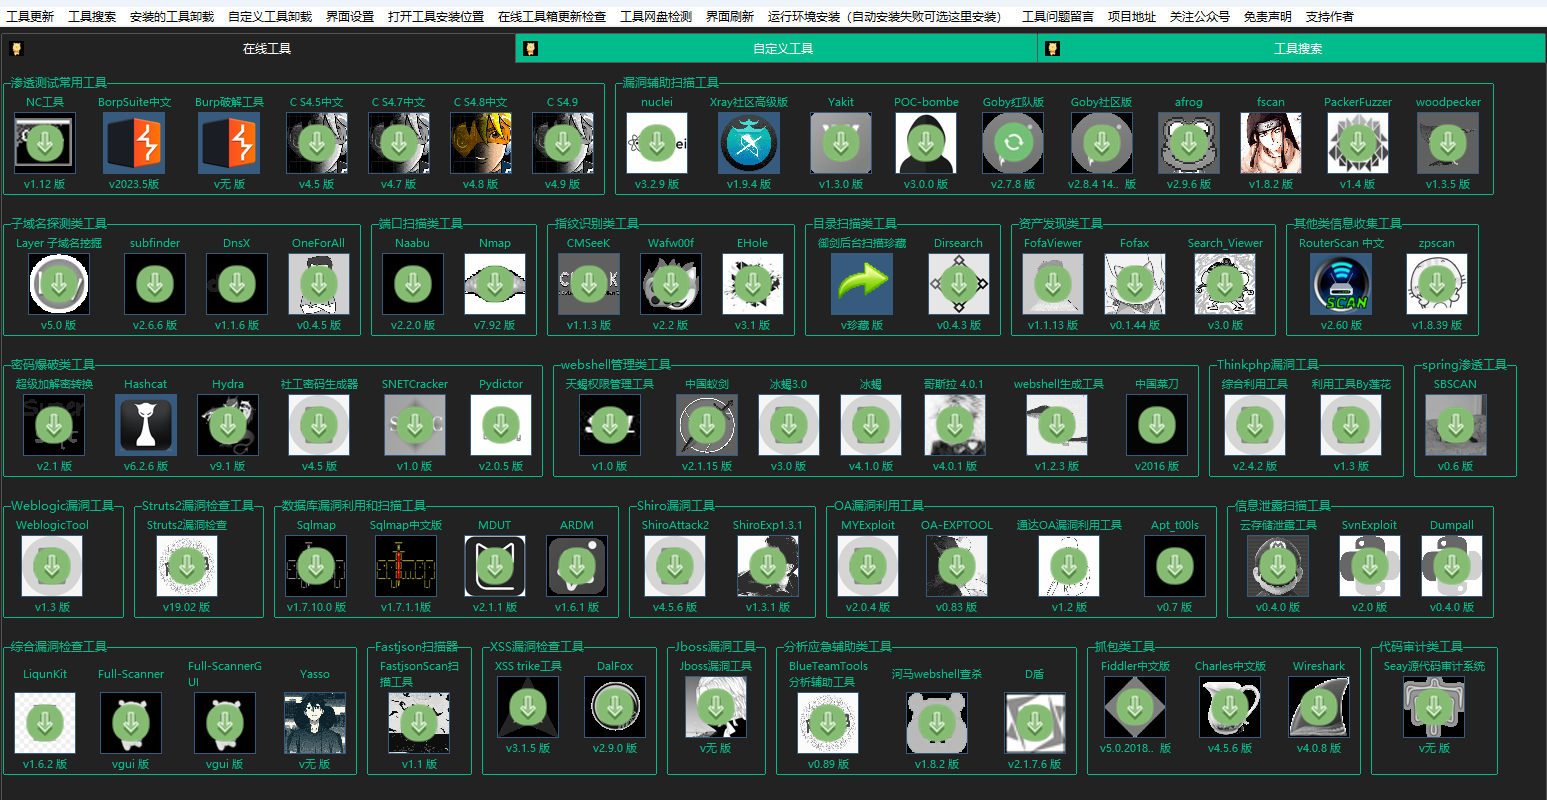 工具更新 工具搜索 安装的工具卸载 自定义工具卸载 界面设置 打开工具安装位置 在线工具箱更新检查 工具网盘检测 界面刷新 运行环境安装（自动安装失败可选这里安装） 工具问题留言 项目地址 关注公众号 免责声明 支持作者
在线工具 自定义工具 工具搜索
渗透测试常用工具 漏洞辅助扫描工具
NC工具 BorpSuite中文 Burp破解工具 C S4.5中文 C S4.7中文 C S4.8中文 C S4.9 nuclei Xray社区高级版 Yakit POC-bombe Goby红队版 Goby社区版 afrog fscan PackerFuzzer woodpecker
v1.12 版 v2023.5版 v无 版 v4.5 版 v4.7 版 v4.8 版 v4.9 版 v3.2.9 版 v1.9.4 版 v1.3.0 版 v3.0.0 版 v2.7.8 版 v2.8.4 14.. 版 v2.9.6 版 v1.8.2 版 v1.4 版 v1.3.5 版
子域名探测类工具 端口扫描类工具 指纹识别类工具 目录扫描类工具 资产发现类工具 其他类信息收集工具
Layer 子域名挖掘 subfinder DnsX OneForAll Naabu Nmap CMSeeK Wafw00f EHole 御剑后台扫描珍藏 Dirsearch FofaViewer Fofax Search_Viewer RouterScan 中文 zpscan
SCAN
v5.0 版 v2.6.6 版 v1.1.6 版 v0.4.5 版 v2.2.0 版 v7.92 版 v1.1.3 版 v2.2 版 v3.1 版 v珍藏 版 v0.4.3 版 v1.1.13 版 v0.1.44 版 v3.0 版 v2.60 版 v1.8.39 版
密码爆破类工具 webshell管理类工具 Thinkphp漏洞工具 spring渗透工具
超级加解密转换 Hashcat Hydra 社工密码生成器 SNETCracker Pydictor 天蝎权限管理工具 中国蚁剑 冰蝎3.0 冰蝎 哥斯拉 4.0.1 webshell生成工具 中国菜刀 综合利用工具 利用工具By莲花 SBSCAN
v2.1 版 v6.2.6 版 v9.1 版 v4.5 版 v1.0 版 v2.0.5 版 v1.0 版 v2.1.15 版 v3.0 版 v4.1.0 版 v4.0.1 版 v1.2.3 版 v2016 版 v2.4.2 版 v1.3 版 v0.6 版
Weblogic漏洞工具 Struts2漏洞检查工具 数据库漏洞利用和扫描工具 Shiro漏洞工具 OA漏洞利用工具 信息泄露扫描工具
WeblogicTool Struts2漏洞检查 Sqlmap Sqlmap中文版 MDUT ARDM ShiroAttack2 ShiroExp1.3.1 MYExploit OA-EXPTOOL 通达OA漏洞利用工具 Apt_t00ls 云存储泄露工具 SvnExploit Dumpall
v1.3 版 v19.02 版 v1.7.10.0 版 v1.7.1.1版 v2.1.1 版 v1.6.1 版 v4.5.6 版 v1.3.1 版 v2.0.4 版 v0.83 版 v1.2 版 v0.7 版 v0.4.0 版 v2.0 版 v0.4.0 版
综合漏洞检查工具 Fastjson扫描器 XSS漏洞检查工具 Jboss漏洞工具 分析应急辅助类工具 抓包类工具 代码审计类工具
LiqunKit Full-Scanner Full-ScannerG
UI Yasso FastjsonScan扫
描工具 XSS trike工具 DalFox Jboss漏洞工具 BlueTeamTools
分析辅助工具 河马webshell查杀 D盾 Fiddler中文版 Charles中文版 Wireshark Seay源代码审计系统
v1.6.2 版 vgui 版 vgui 版 v无 版 v1.1 版 v3.1.5 版 v2.9.0 版 v无 版 v0.89 版 v1.8.2 版 v2.1.7.6 版 v5.0.2018.. 版 v4.5.6 版 v4.0.8 版 v无 版